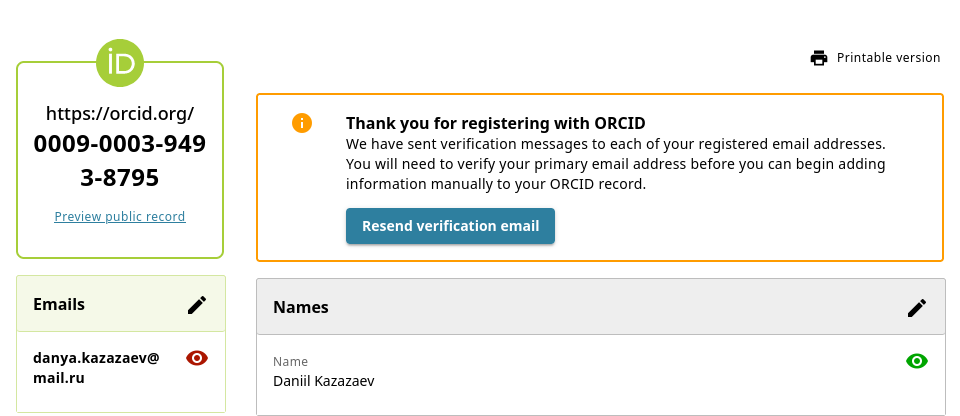 iD
Printable version
https://orcid.org/
0009-0003-949
3-8795
Preview public record
Thank you for registering with ORCID
We have sent verification messages to each of your registered email addresses.
You will need to verify your primary email address before you can begin adding
information manually to your ORCID record.
Resend verification email
Emails
danya.kazazaev@
mail.ru
Names
Name
Daniil Kazazaev